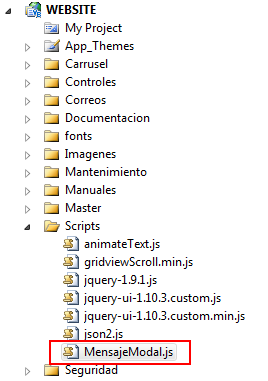 WEBSITE
My Project
App_Themes
Carrusel
Controles
Correos
Documentacion
fonts
Imagenes
Mantenimiento
Manuales
Master
Scripts
animateText.js
gridviewScroll.min.js
jquery-1.9.1.js
jquery-ui-1.10.3.custom.js
jquery-ui-1.10.3.custom.min.js
json2.js
MensajeModal.js
Seguridad